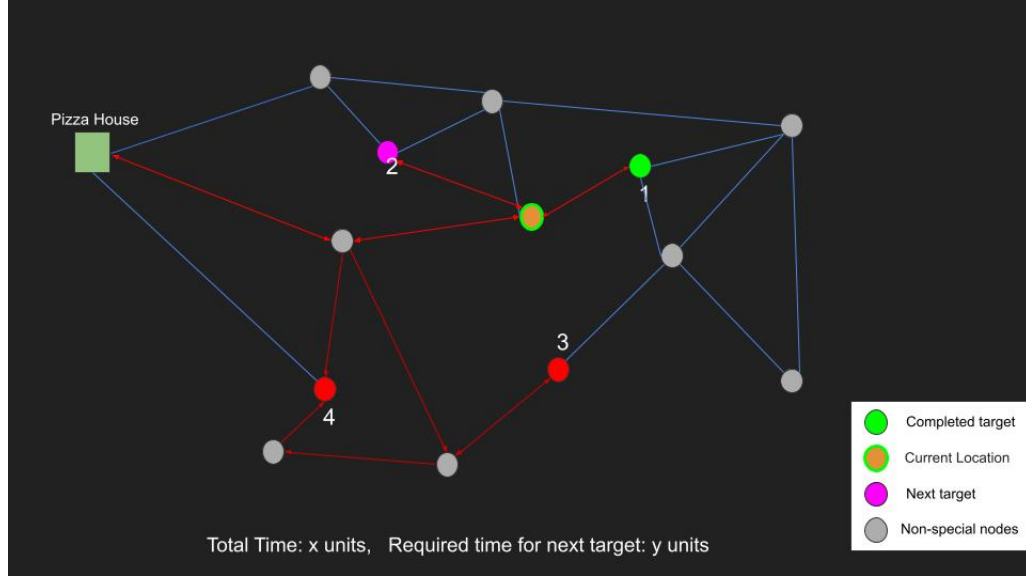 Pizza House
2
1
3
4
Completed target
Current Location
Next target
Non-special nodes
Total Time: x units, Required time for next target: y units